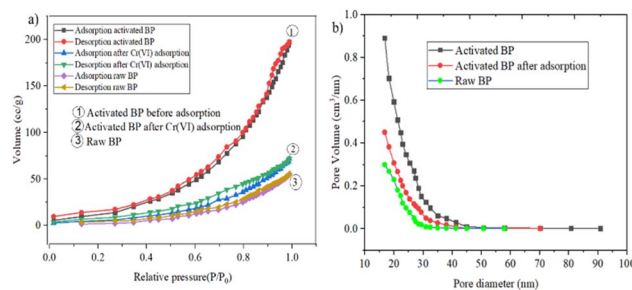 a)
Adsorption activated BP
Desorption activated BP
Adsorption after Cr(VI) adsorption
Desorption after Cr(VI) adsorption
Adsorption raw BP
Desorption raw BP
① Activated BP before adsorption
② Activated BP after Cr(VI) adsorption
③ Raw BP
①
②
③
Volume (cc/g)
200
150
100
50
0
0.0 0.2 0.4 0.6 0.8 1.0
Relative pressure(P/P₀)
b)
Activated BP
Activated BP after adsorption
Raw BP
Pore Volume (cm³/nm)
1.0
0.8
0.6
0.4
0.2
0.0
10 20 30 40 50 60 70 80 90 100
Pore diameter (nm)